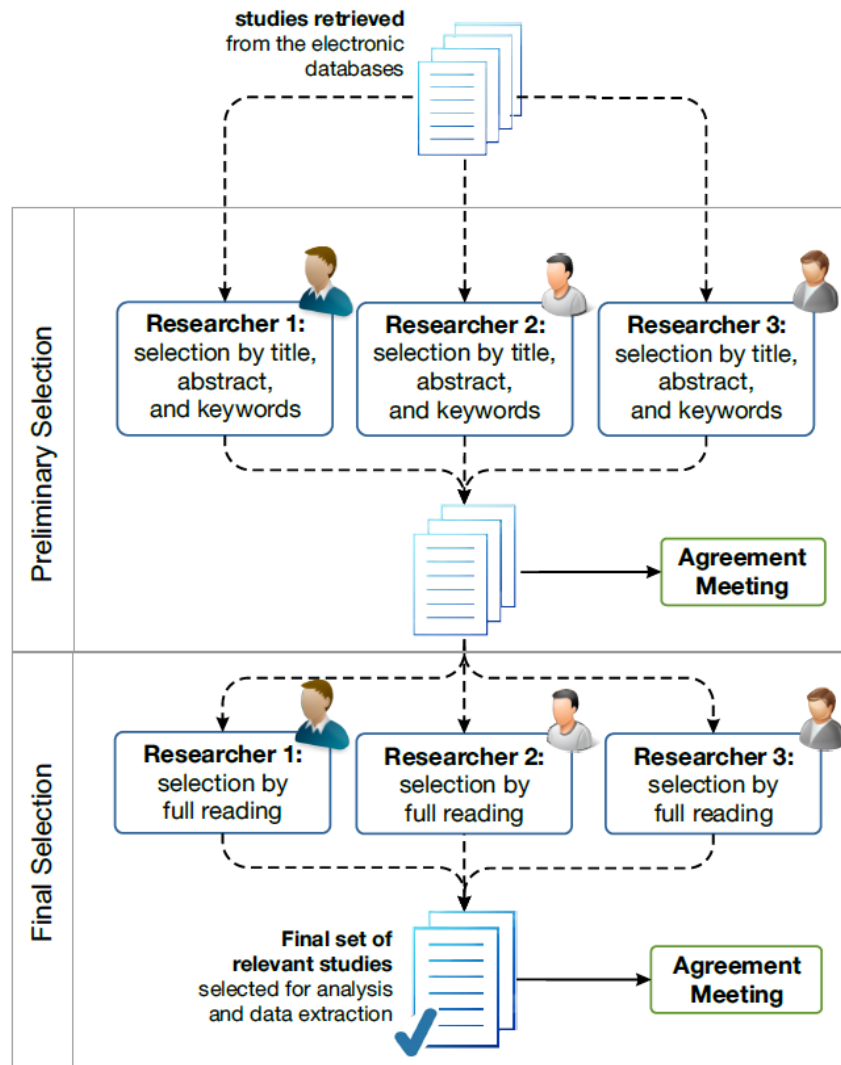 studies retrieved
from the electronic
databases
Preliminary Selection
Researcher 1:
selection by title,
abstract,
and keywords
Researcher 2:
selection by title,
abstract,
and keywords
Researcher 3:
selection by title,
abstract,
and keywords
Agreement
Meeting
Final Selection
Researcher 1:
selection by
full reading
Researcher 2:
selection by
full reading
Researcher 3:
selection by
full reading
Final set of
relevant studies
selected for analysis
and data extraction
Agreement
Meeting